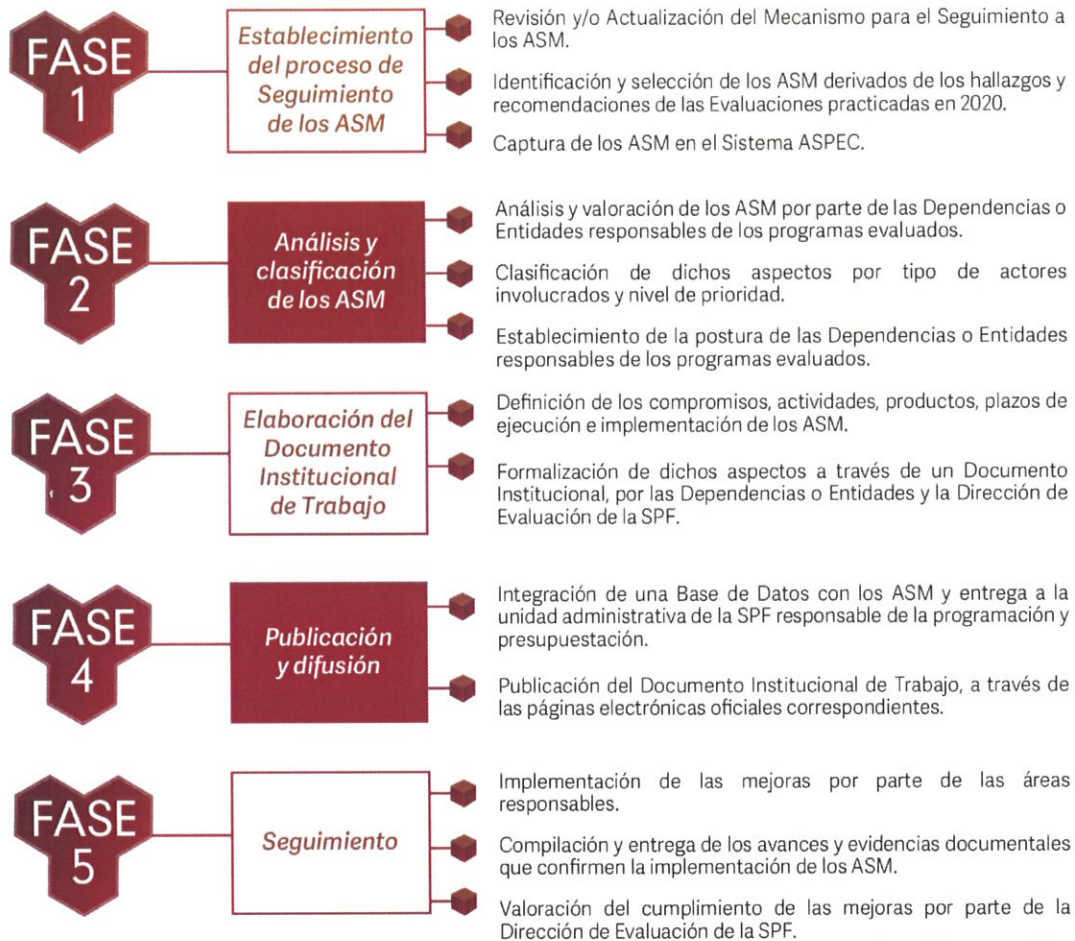 FASE
1
Establecimiento
del proceso de
Seguimiento
de los ASM
Revisión y/o Actualización del Mecanismo para el Seguimiento a
los ASM.
Identificación y selección de los ASM derivados de los hallazgos y
recomendaciones de las Evaluaciones practicadas en 2020.
Captura de los ASM en el Sistema ASPEC.
FASE
2
Análisis y
clasificación
de los ASM
Análisis y valoración de los ASM por parte de las Dependencias o
Entidades responsables de los programas evaluados.
Clasificación de dichos aspectos por tipo de actores
involucrados y nivel de prioridad.
Establecimiento de la postura de las Dependencias o Entidades
responsables de los programas evaluados.
FASE
3
Elaboración del
Documento
Institucional
de Trabajo
Definición de los compromisos, actividades, productos, plazos de
ejecución e implementación de los ASM.
Formalización de dichos aspectos a través de un Documento
Institucional, por las Dependencias o Entidades y la Dirección de
Evaluación de la SPF.
FASE
4
Publicación
y difusión
Integración de una Base de Datos con los ASM y entrega a la
unidad administrativa de la SPF responsable de la programación y
presupuestación.
Publicación del Documento Institucional de Trabajo, a través de
las páginas electrónicas oficiales correspondientes.
FASE
5
Seguimiento
Implementación de las mejoras por parte de las áreas
responsables.
Compilación y entrega de los avances y evidencias documentales
que confirmen la implementación de los ASM.
Valoración del cumplimiento de las mejoras por parte de la
Dirección de Evaluación de la SPF.